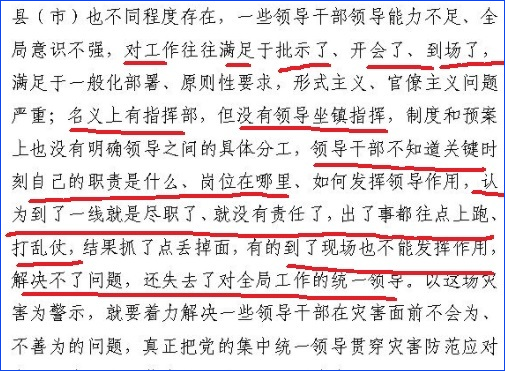 县（市）也不同程度存在，一些领导干部领导能力不足、全
局意识不强，对工作往往满足于批示了、开会了、到场了，
满足于一般化部署、原则性要求，形式主义、官僚主义问题
严重；名义上有指挥部，但没有领导坐镇指挥，制度和预案
上也没有明确领导之间的具体分工，领导干部不知道关键时
刻自己的职责是什么、岗位在哪里、如何发挥领导作用，认
为到了一线就是尽职了、就没有责任了，出了事都往点上跑、
打乱仗，结果抓了点丢掉面，有的到了现场也不能发挥作用，
解决不了问题，还失去了对全局工作的统一领导。以这场灾
害为警示，就要着力解决一些领导干部在灾害面前不会为、
不善为的问题，真正把党的集中统一领导贯穿灾害防范应对